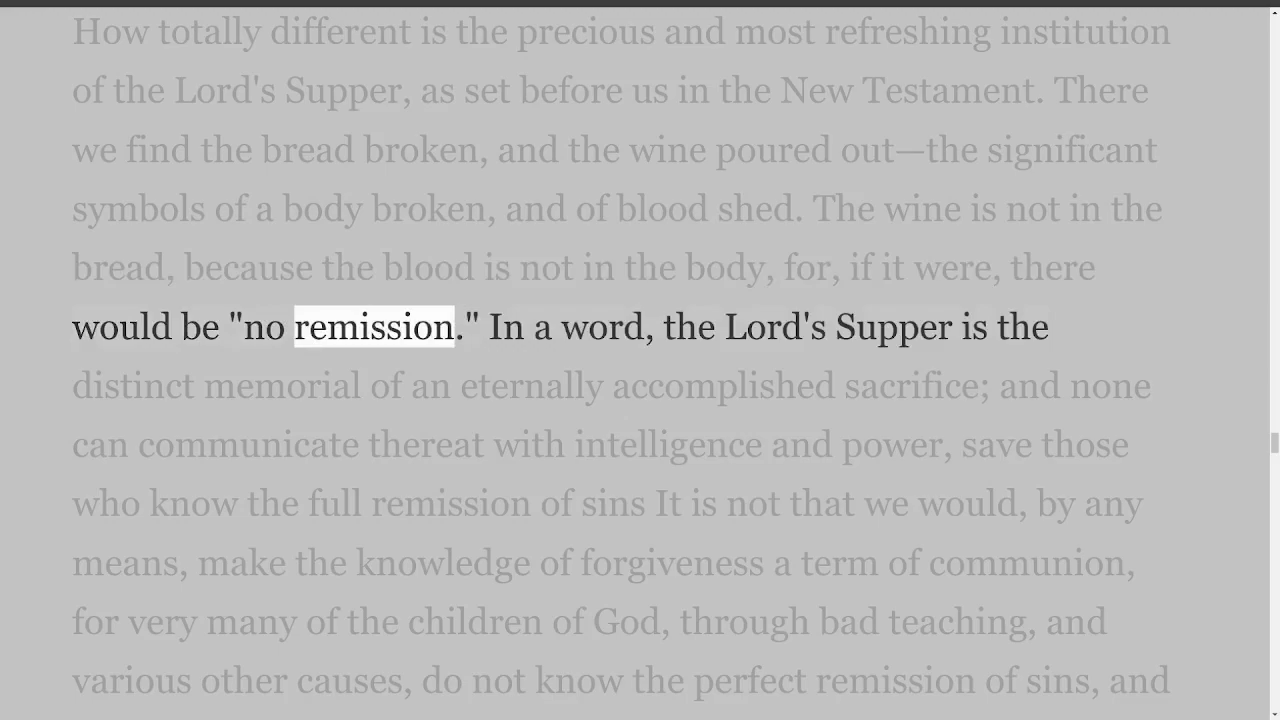 How totally different is the precious and most refreshing institution
of the Lord's Supper, as set before us in the New Testament. There
we find the bread broken, and the wine poured out—the significant
symbols of a body broken, and of blood shed. The wine is not in the
bread, because the blood is not in the body, for, if it were, there
would be "no remission." In a word, the Lord's Supper is the
distinct memorial of an eternally accomplished sacrifice; and none
can communicate thereat with intelligence and power, save those
who know the full remission of sins It is not that we would, by any
means, make the knowledge of forgiveness a term of communion,
for very many of the children of God, through bad teaching, and
various other causes, do not know the perfect remission of sins, and